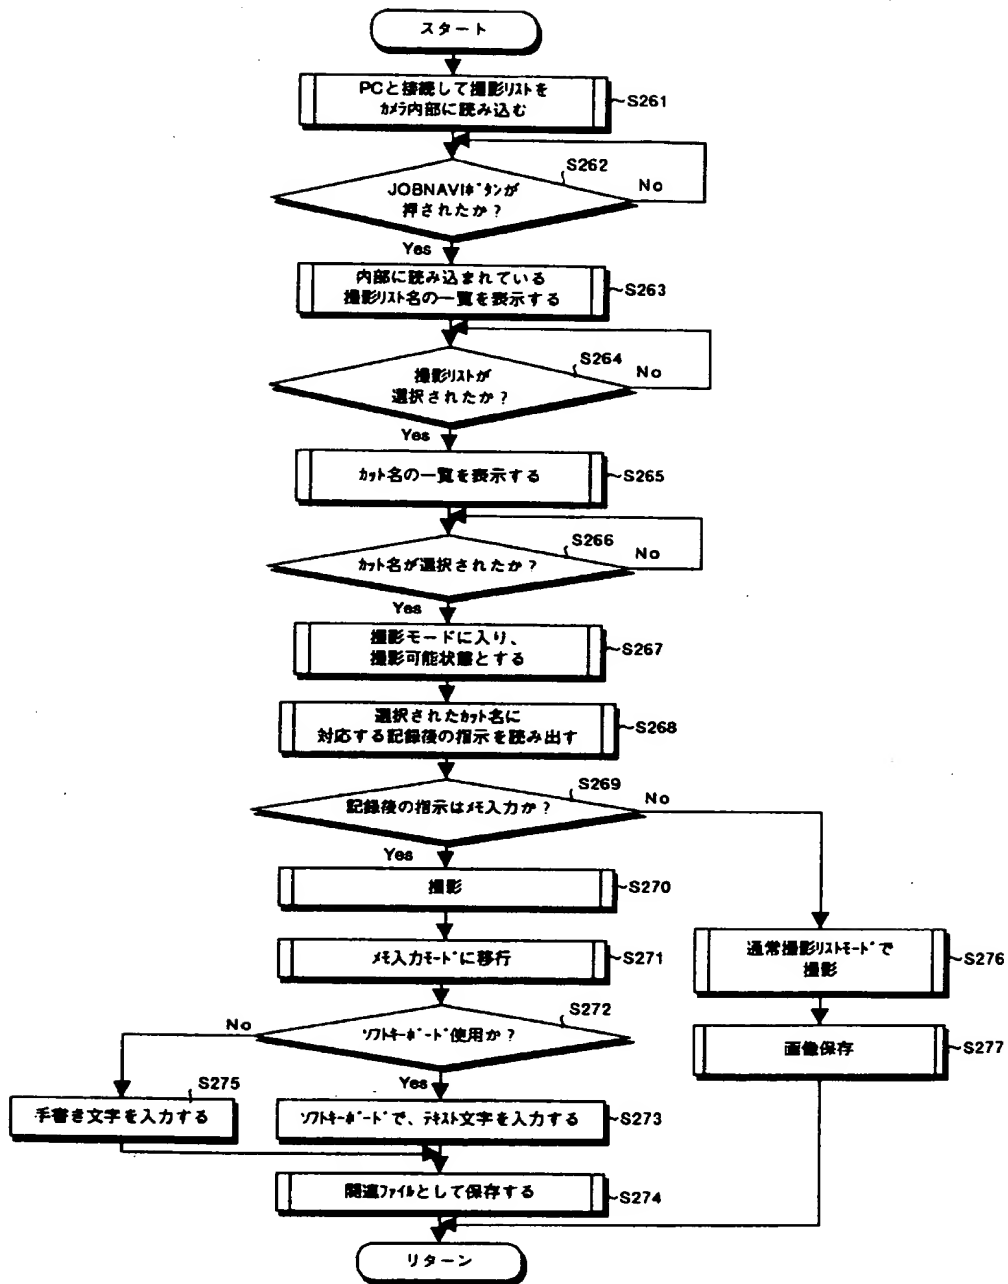 スタート
PCと接続して撮影ﾘｽﾄを
ｶﾒﾗ内部に読み込む
S261
S262
JOBNAVIﾎﾞﾀﾝが
押されたか？
No
Yes
内部に読み込まれている
撮影ﾘｽﾄ名の一覧を表示する
S263
S264
撮影ﾘｽﾄが
選択されたか？
No
Yes
ｶｯﾄ名の一覧を表示する
S265
S266
ｶｯﾄ名が選択されたか？
No
Yes
撮影モードに入り、
撮影可能状態とする
S267
選択されたｶｯﾄ名に
対応する記録後の指示を読み出す
S268
S269
記録後の指示はﾒﾓ入力か？
No
Yes
撮影
S270
ﾒﾓ入力ﾓｰﾄﾞに移行
S271
通常撮影ﾘｽﾄﾓｰﾄﾞで
撮影
S276
S272
ｿﾌﾄｷｰﾎﾞｰﾄﾞ使用か？
No
Yes
画像保存
S277
S275
手書き文字を入力する
ｿﾌﾄｷｰﾎﾞｰﾄﾞで、ﾃｷｽﾄ文字を入力する
S273
関連ﾌｧｲﾙとして保存する
S274
リターン